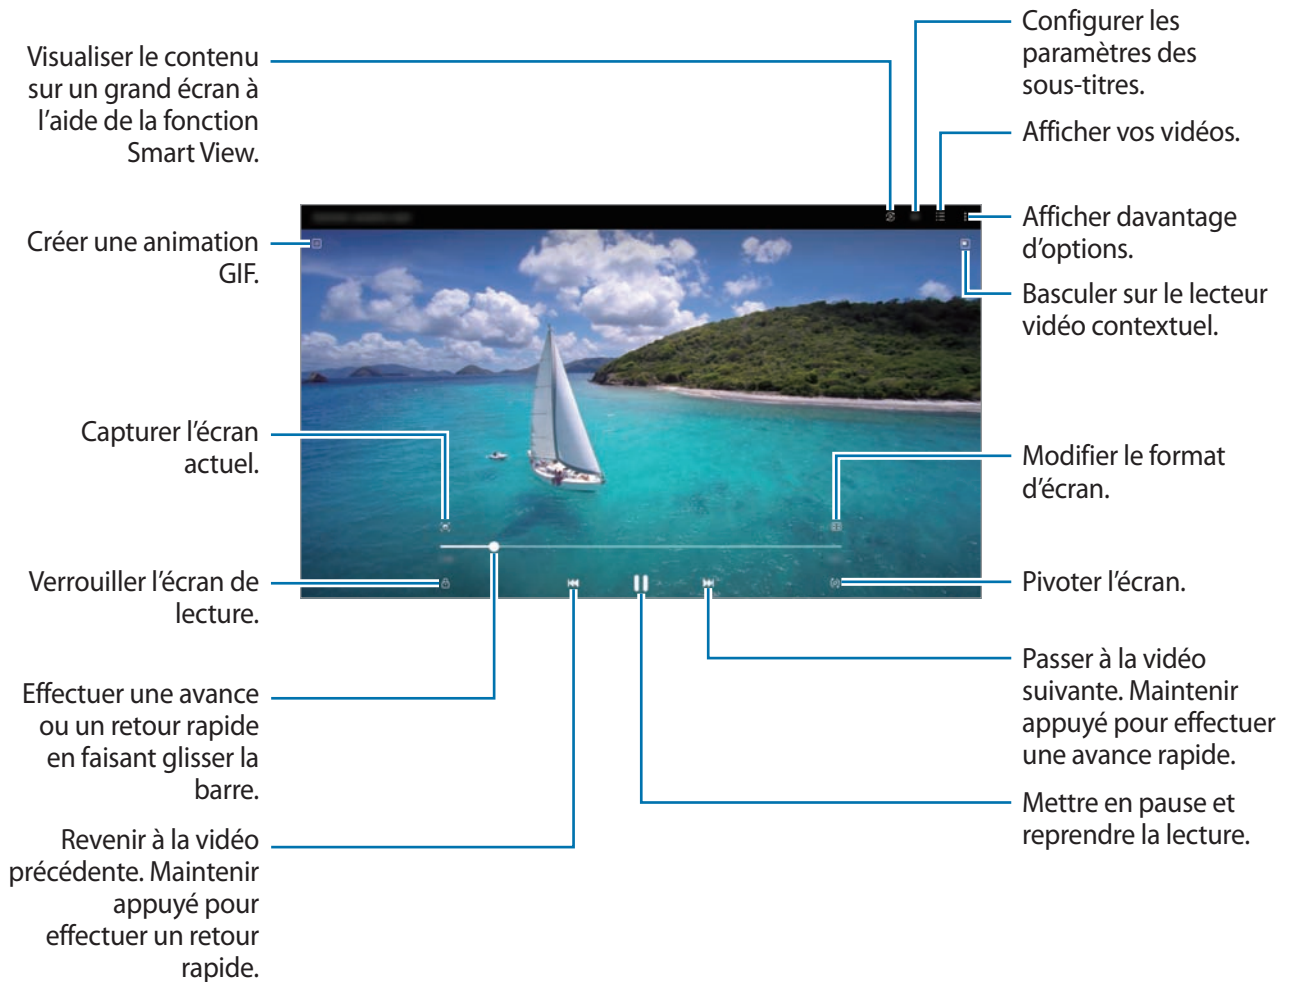 Visualiser le contenu
sur un grand écran à
l’aide de la fonction
Smart View.
Créer une animation
GIF.
Capturer l’écran
actuel.
Verrouiller l’écran de
lecture.
Effectuer une avance
ou un retour rapide
en faisant glisser la
barre.
Revenir à la vidéo
précédente. Maintenir
appuyé pour
effectuer un retour
rapide.
Configurer les
paramètres des
sous-titres.
Afficher vos vidéos.
Afficher davantage
d’options.
Basculer sur le lecteur
vidéo contextuel.
Modifier le format
d’écran.
Pivoter l’écran.
Passer à la vidéo
suivante. Maintenir
appuyé pour effectuer
une avance rapide.
Mettre en pause et
reprendre la lecture.